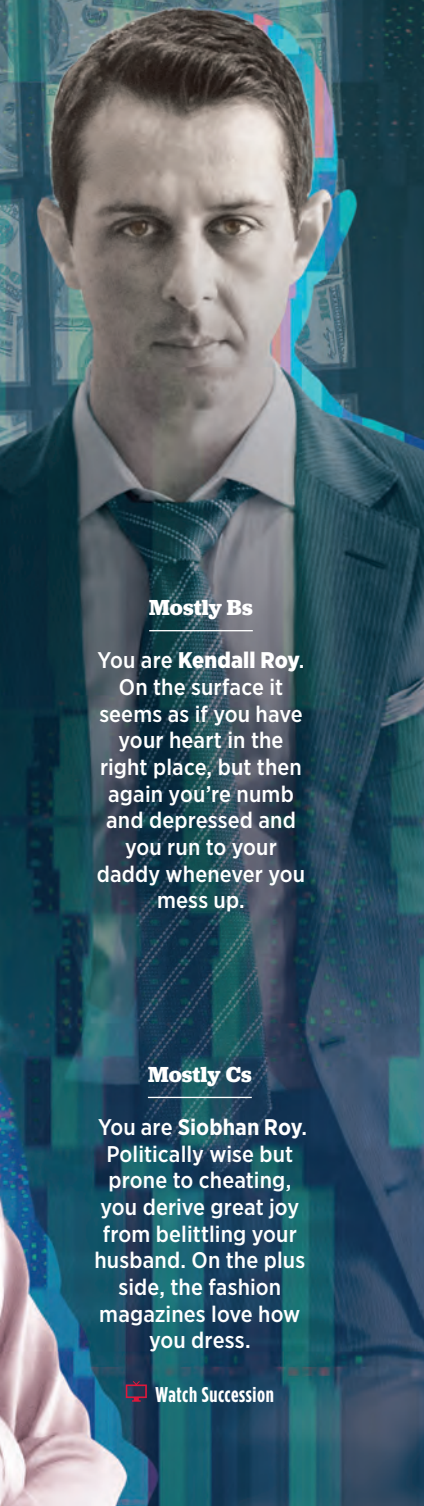 Mostly Bs
You are Kendall Roy.
On the surface it
seems as if you have
your heart in the
right place, but then
again you’re numb
and depressed and
you run to your
daddy whenever you
mess up.
Mostly Cs
You are Siobhan Roy.
Politically wise but
prone to cheating,
you derive great joy
from belittling your
husband. On the plus
side, the fashion
magazines love how
you dress.
Watch Succession